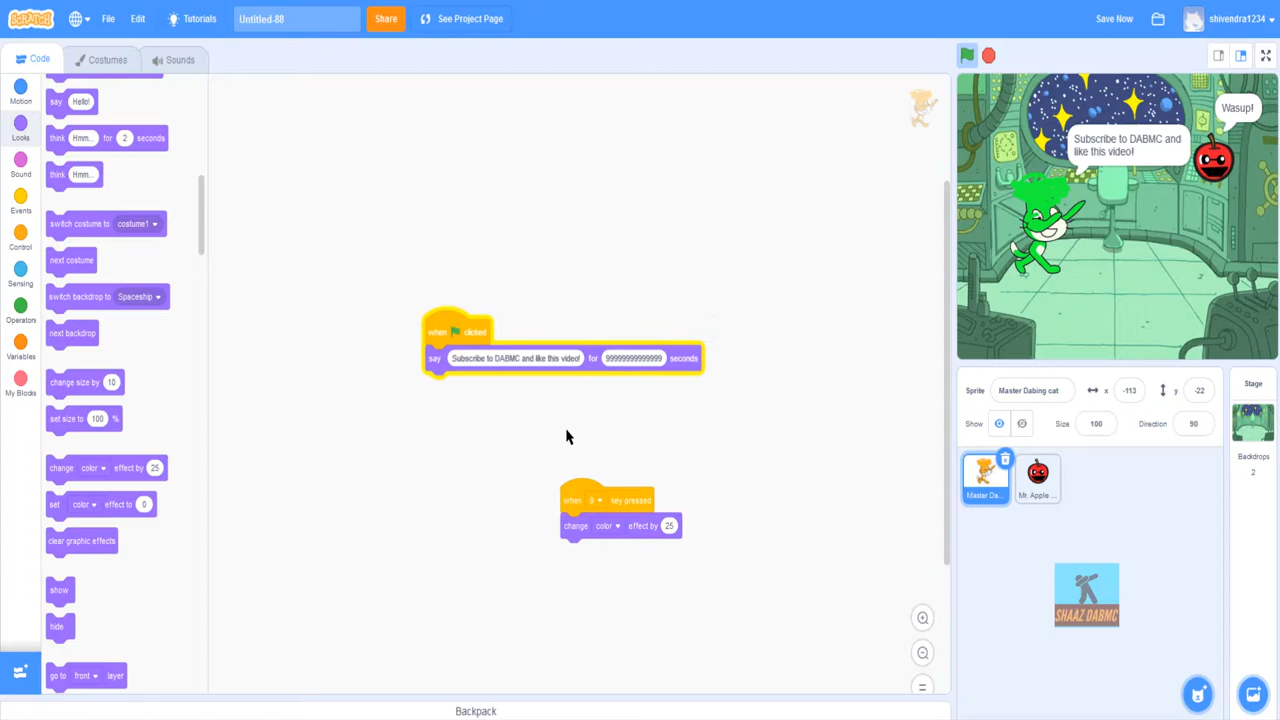 SCRATCH
File
Edit
Tutorials
Untitled-88
Share
See Project Page
Save Now
shivendra1234
Code
Costumes
Sounds
Motion
Looks
Sound
Events
Control
Sensing
Operators
Variables
My Blocks
say Hello!
think Hmm... for 2 seconds
think Hmm...
switch costume to costume1
next costume
switch backdrop to Spaceship
next backdrop
change size by 10
set size to 100 %
change color effect by 25
set color effect to 0
clear graphic effects
show
hide
go to front layer
when clicked
say Subscribe to DABMC and like this video! for 99999999999999 seconds
when 9 key pressed
change color effect by 25
Backpack
Wasup!
Subscribe to DABMC and
like this video!
Sprite Master Dabing cat x -113 y -22
Show Size 100 Direction 90
Master Da...
Mr. Apple ...
Stage
Backdrops
2
SHAAZ DABMC